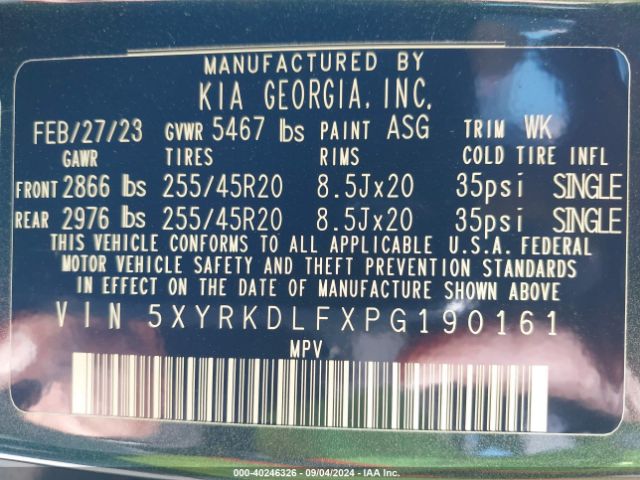 MANUFACTURED BY
KIA GEORGIA, INC.
FEB/27/23 GVWR 5467 lbs PAINT ASG TRIM WK
GAWR TIRES RIMS COLD TIRE INFL
FRONT 2866 lbs 255/45R20 8.5Jx20 35psi SINGLE
REAR 2976 lbs 255/45R20 8.5Jx20 35psi SINGLE
THIS VEHICLE CONFORMS TO ALL APPLICABLE U.S.A. FEDERAL
MOTOR VEHICLE SAFETY AND THEFT PREVENTION STANDARDS
IN EFFECT ON THE DATE OF MANUFACTURE SHOWN ABOVE
VIN 5XYRKDLFXPG190161
MPV
000-40246326 - 09/04/2024 - IAA Inc.